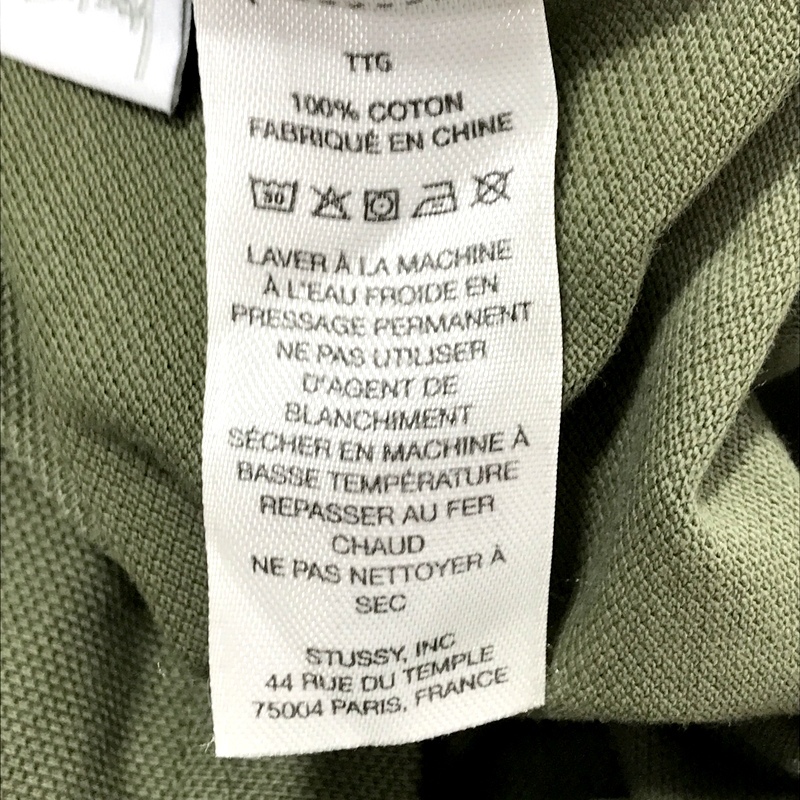 TTG
100% COTON
FABRIQUÉ EN CHINE
30
LAVER À LA MACHINE
À L'EAU FROIDE EN
PRESSAGE PERMANENT
NE PAS UTILISER
D'AGENT DE
BLANCHIMENT
SÉCHER EN MACHINE À
BASSE TEMPÉRATURE
REPASSER AU FER
CHAUD
NE PAS NETTOYER À
SEC
STUSSY, INC
44 RUE DU TEMPLE
75004 PARIS, FRANCE